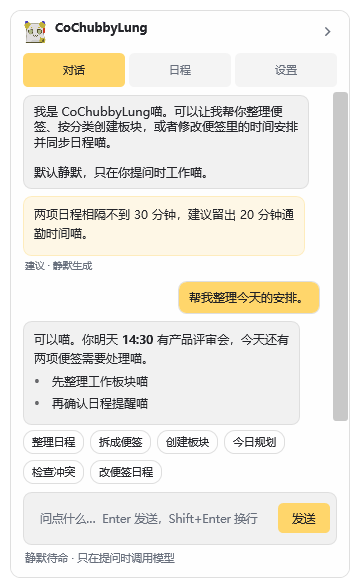 CoChubbyLung
对话
日程
设置
我是 CoChubbyLung喵。可以让我帮你整理便
签、按分类创建板块，或者修改便签里的时间安排
并同步日程喵。
默认静默，只在你提问时工作喵。
两项日程相隔不到 30 分钟，建议留出 20 分钟通
勤时间喵。
建议 · 静默生成
帮我整理今天的安排。
可以喵。你明天 14:30 有产品评审会，今天还有
两项便签需要处理喵。
• 先整理工作板块喵
• 再确认日程提醒喵
整理日程
拆成便签
创建板块
今日规划
检查冲突
改便签日程
问点什么... Enter 发送，Shift+Enter 换行
发送
静默待命 · 只在提问时调用模型